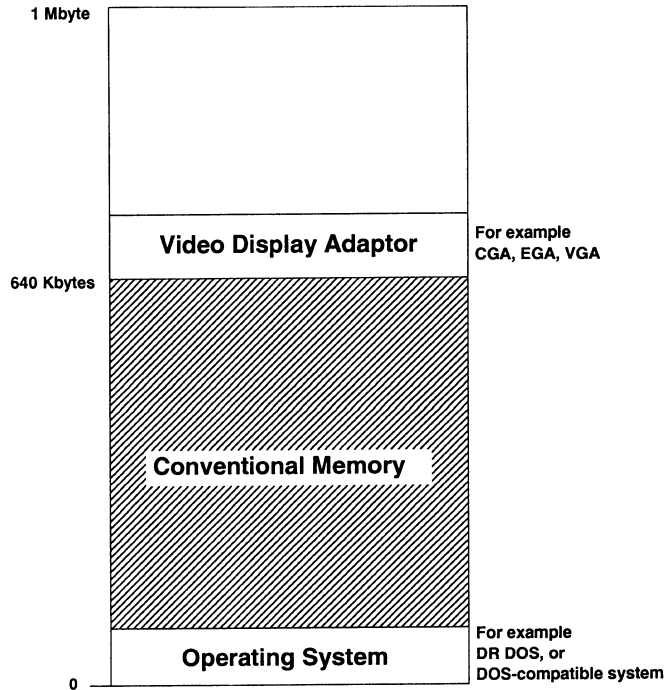 1 Mbyte
Video Display Adaptor
For example
CGA, EGA, VGA
640 Kbytes
Conventional Memory
For example
DR DOS, or
DOS-compatible system
Operating System
0